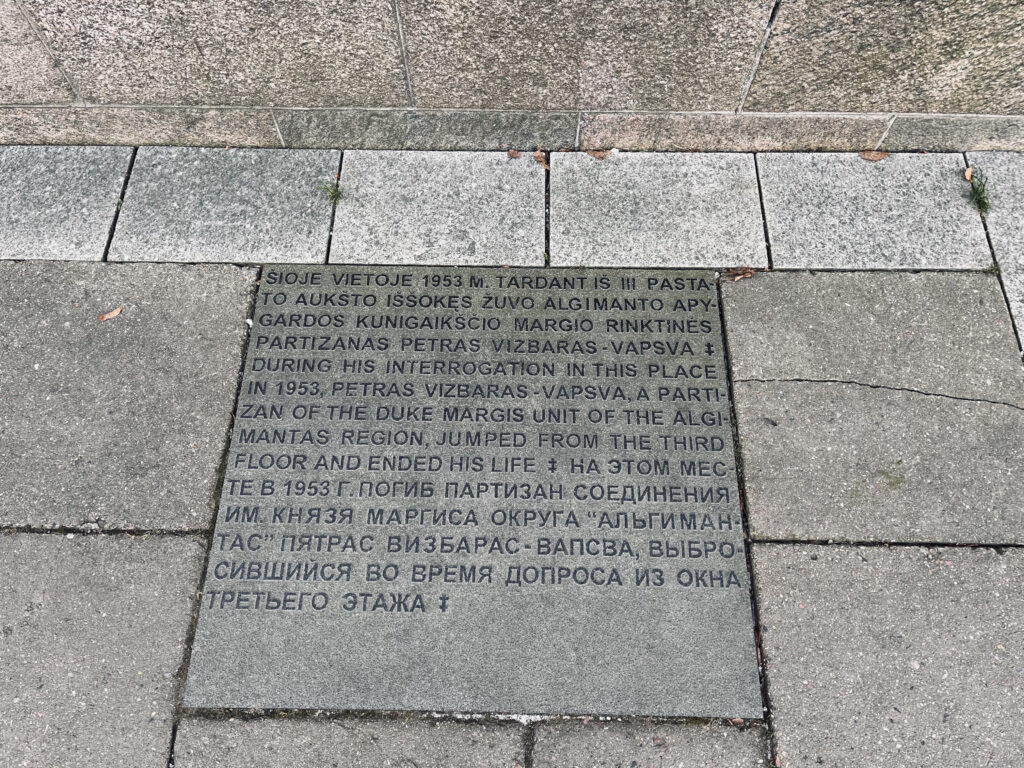 ŠIOJE VIETOJE 1953 M. TARDANT IŠ III PASTA-
TO AUKŠTO IŠŠOKĘS ŽUVO ALGIMANTO APY-
GARDOS KUNIGAIKŠČIO MARGIO RINKTINĖS
PARTIZANAS PETRAS VIZBARAS-VAPSVA ‡
DURING HIS INTERROGATION IN THIS PLACE
IN 1953, PETRAS VIZBARAS-VAPSVA, A PARTI-
ZAN OF THE DUKE MARGIS UNIT OF THE ALGI-
MANTAS REGION, JUMPED FROM THE THIRD
FLOOR AND ENDED HIS LIFE ‡ НА ЭТОМ МЕС-
ТЕ В 1953 Г. ПОГИБ ПАРТИЗАН СОЕДИНЕНИЯ
ИМ. КНЯЗЯ МАРГИСА ОКРУГА "АЛЬГИМАН-
ТАС" ПЯТРАС ВИЗБАРАС-ВАПСВА, ВЫБРО-
СИВШИЙСЯ ВО ВРЕМЯ ДОПРОСА ИЗ ОКНА
ТРЕТЬЕГО ЭТАЖА ‡